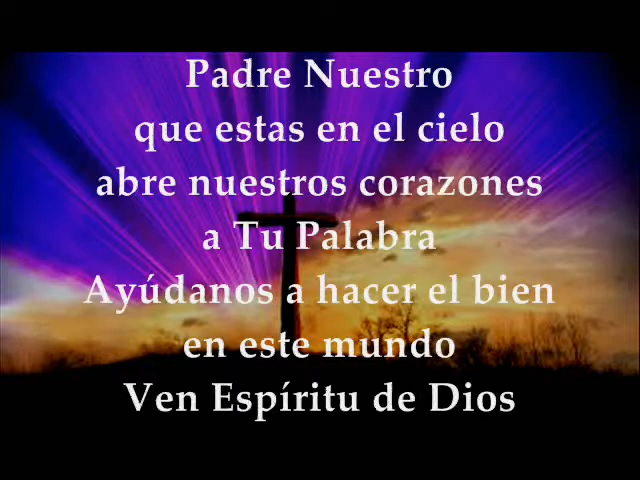 Padre Nuestro
que estas en el cielo
abre nuestros corazones
a Tu Palabra
Ayúdanos a hacer el bien
en este mundo
Ven Espíritu de Dios